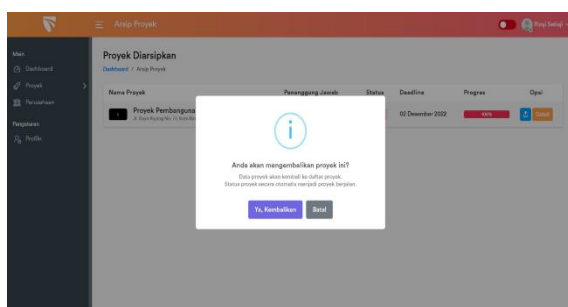 Arsip Proyek
Rizqi Setiaji
Main
Dashboard
Proyek
Perusahaan
Pengaturan
Profile
Proyek Diarsipkan
Dashboard / Arsip Proyek
Nama Proyek Penanggung Jawab Status Deadline Progres Opsi
Proyek Pembanguna
02 Desember 2022
100%
Detail
i
Anda akan mengembalikan proyek ini?
Data proyek akan kembali ke daftar proyek.
Status proyek secara otomatis menjadi proyek berjalan.
Ya, Kembalikan Batal